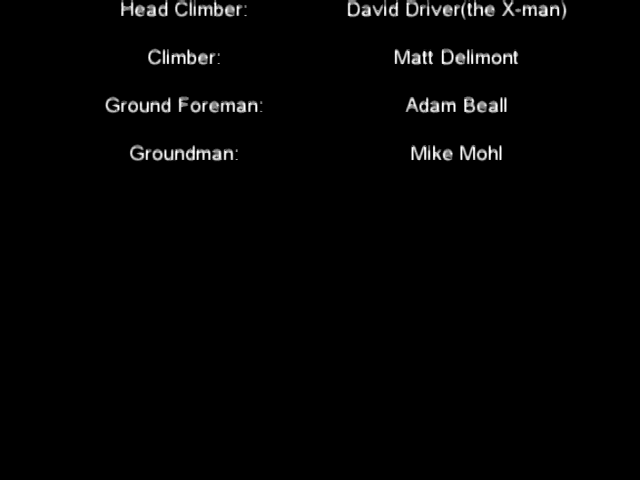 Head Climber: David Driver(the X-man)
Climber: Matt Delimont
Ground Foreman: Adam Beall
Groundman: Mike Mohl